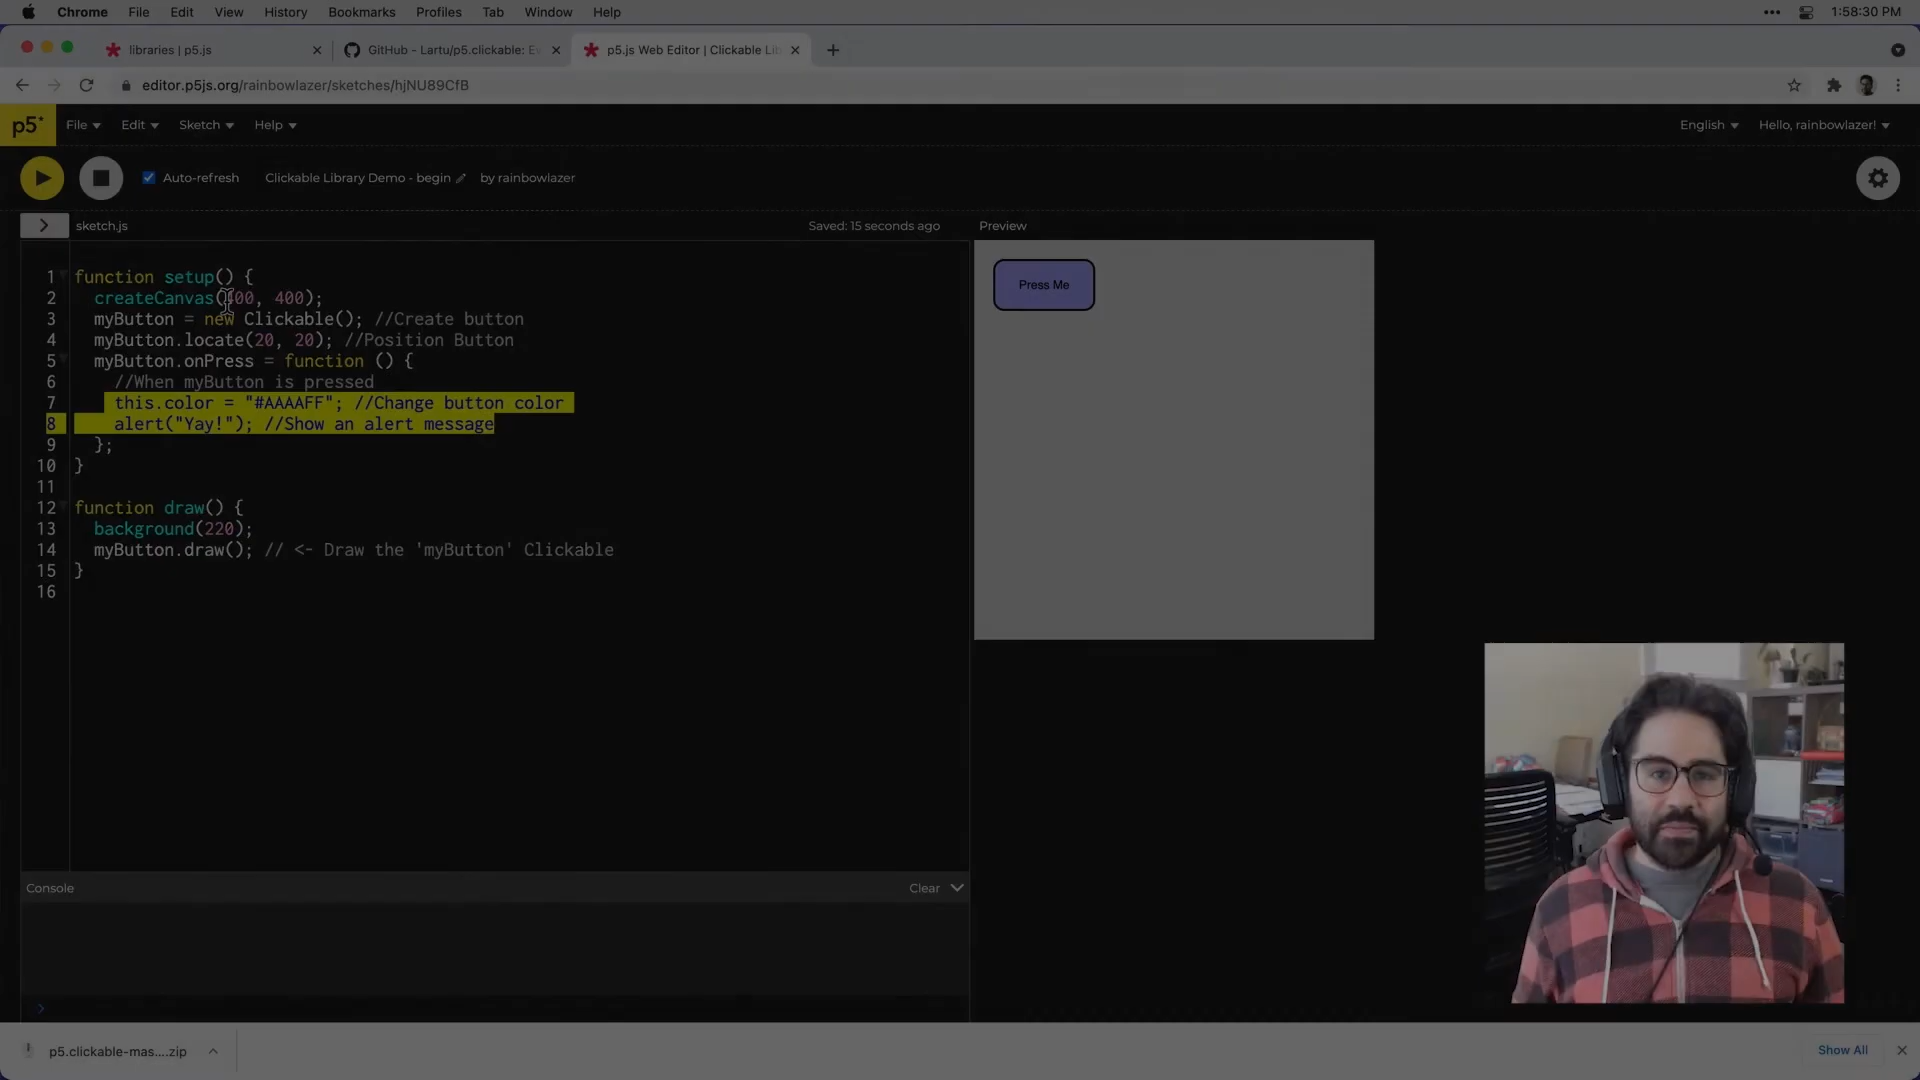 Chrome File Edit View History Bookmarks Profiles Tab Window Help 1:58:30 PM
libraries | p5.js GitHub - Lartu/p5.clickable: Ev p5.js Web Editor | Clickable Lib
editor.p5js.org/rainbowlazer/sketches/hjNU89CfB
p5* File Edit Sketch Help English Hello, rainbowlazer!
Auto-refresh Clickable Library Demo - begin by rainbowlazer
sketch.js Saved: 15 seconds ago Preview
1 function setup() {
2 createCanvas(400, 400);
3 myButton = new Clickable(); //Create button
4 myButton.locate(20, 20); //Position Button
5 myButton.onPress = function () {
6 //When myButton is pressed
7 this.color = "#AAAAFF"; //Change button color
8 alert("Yay!"); //Show an alert message
9 };
10 }
11
12 function draw() {
13 background(220);
14 myButton.draw(); // <- Draw the 'myButton' Clickable
15 }
16
Press Me
Console Clear
p5.clickable-mas....zip Show All